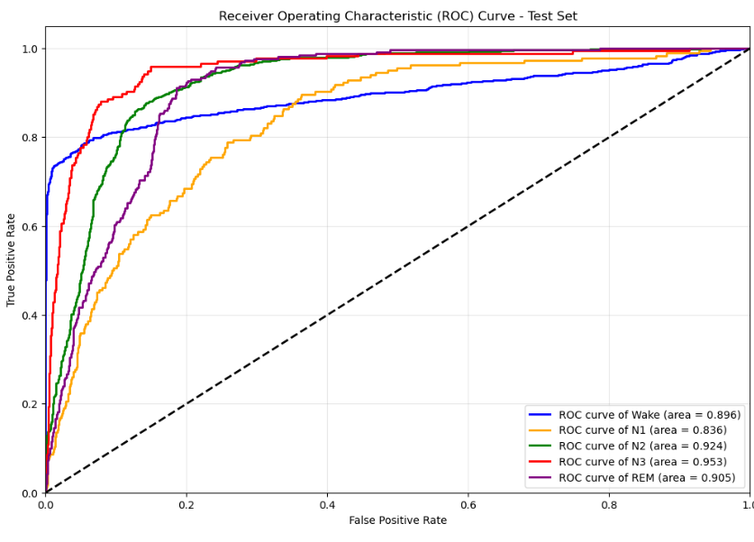 Receiver Operating Characteristic (ROC) Curve - Test Set
1.0
0.8
0.6
0.4
0.2
0.0
True Positive Rate
ROC curve of Wake (area = 0.896)
ROC curve of N1 (area = 0.836)
ROC curve of N2 (area = 0.924)
ROC curve of N3 (area = 0.953)
ROC curve of REM (area = 0.905)
0.0 0.2 0.4 0.6 0.8 1.0
False Positive Rate